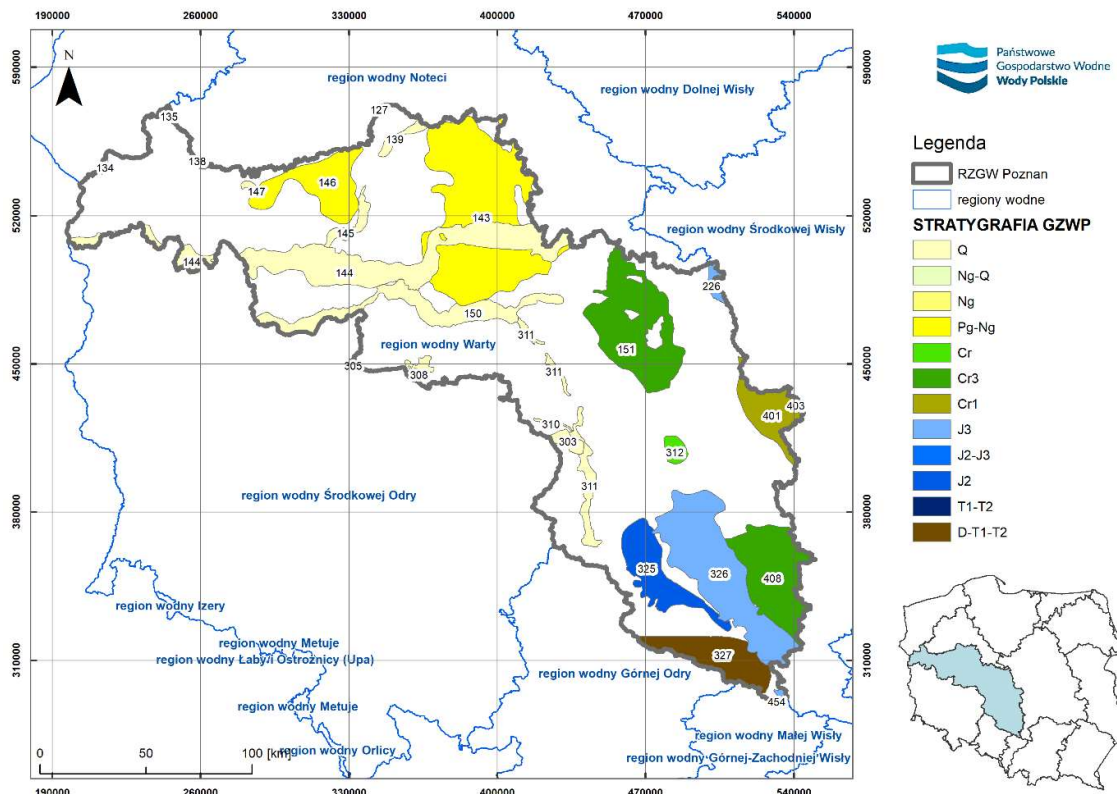 190000 260000 330000 400000 470000 540000
590000
520000
450000
380000
310000
N
region wodny Noteci
region wodny Dolnej Wisły
135
127
134
138
139
147
146
143
145
144
144
region wodny Środkowej Wisły
226
150
311
151
region wodny Warty
305
308
311
403
401
310
303
312
311
region wodny Środkowej Odry
325
326
408
region wodny Izery
region wodny Metuje
region wodny Łaby i Ostrożnicy (Upa)
327
region wodny Górnej Odry
454
region wodny Metuje
region wodny Małej Wisły
region wodny Orlicy
region wodny Górnej-Zachodniej Wisły
0 50 100 [km]
590000
520000
450000
380000
310000
190000 260000 330000 400000 470000 540000
Państwowe
Gospodarstwo Wodne
Wody Polskie
Legenda
RZGW Poznan
regiony wodne
STRATYGRAFIA GZWP
Q
Ng-Q
Ng
Pg-Ng
Cr
Cr3
Cr1
J3
J2-J3
J2
T1-T2
D-T1-T2